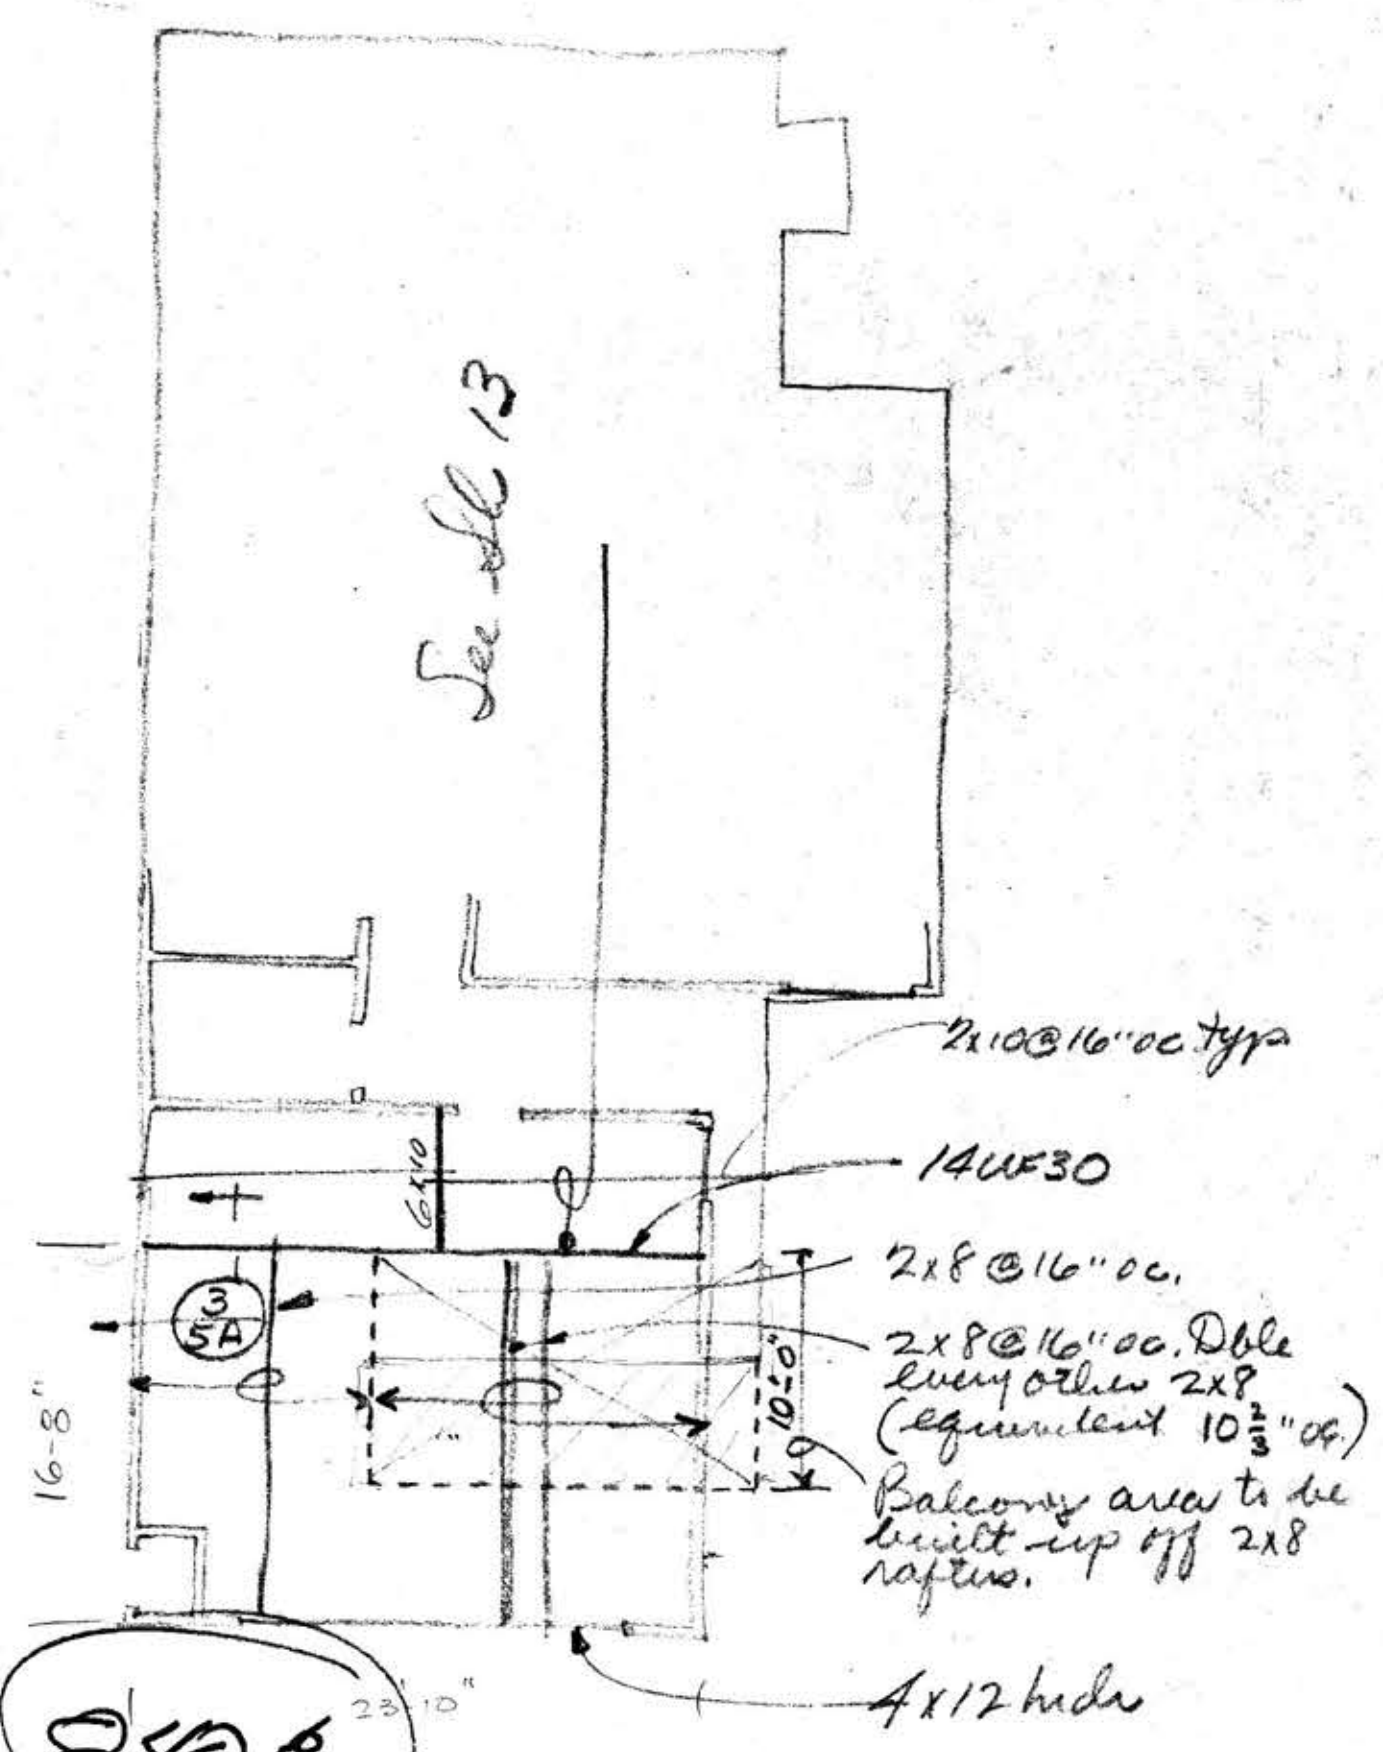 See Sh 13
2x10@16"oc typ
6x10
14WF30
2x8@16"oc.
3
5A
2x8@16"oc. Dble
every other 2x8
(equivalent 10⅔"oc.)
10'-0"
16-8"
Balcony area to be
built-up off 2x8
rafters.
23'-10"
4x12 hdr